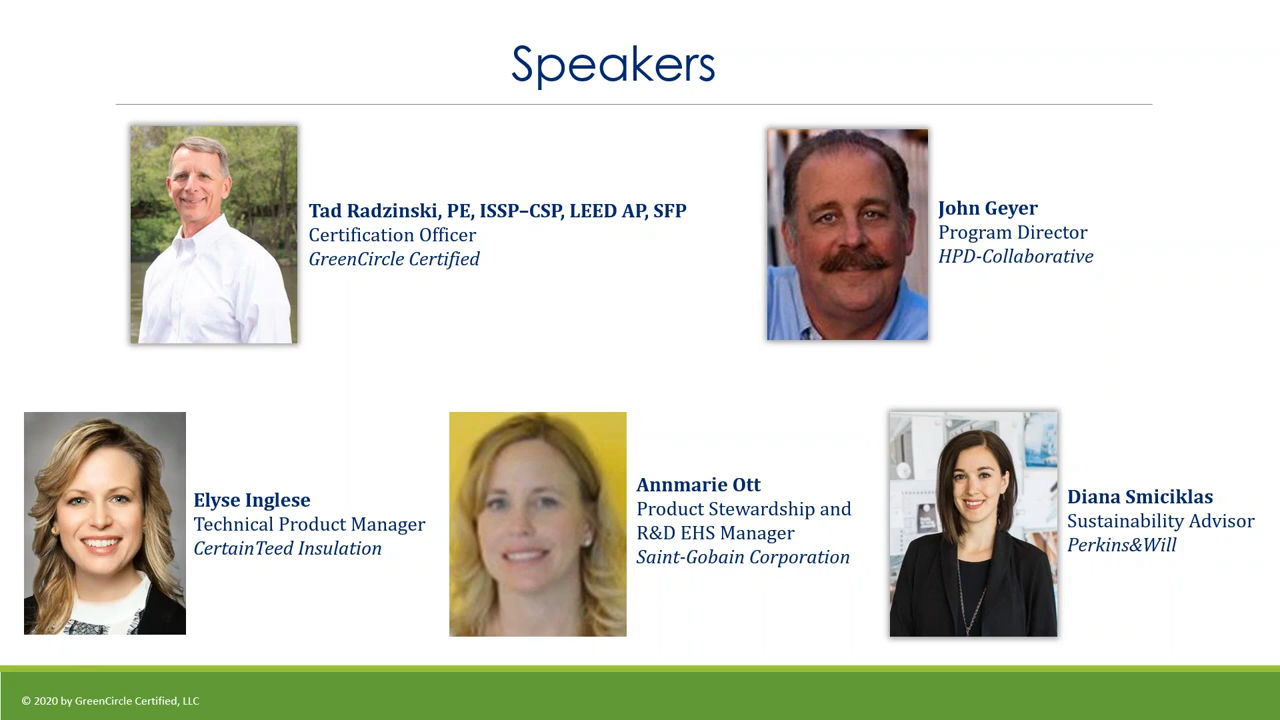 Speakers
Tad Radzinski, PE, ISSP–CSP, LEED AP, SFP
Certification Officer
GreenCircle Certified
John Geyer
Program Director
HPD-Collaborative
Elyse Inglese
Technical Product Manager
CertainTeed Insulation
Annmarie Ott
Product Stewardship and
R&D EHS Manager
Saint-Gobain Corporation
Diana Smiciklas
Sustainability Advisor
Perkins&Will
© 2020 by GreenCircle Certified, LLC